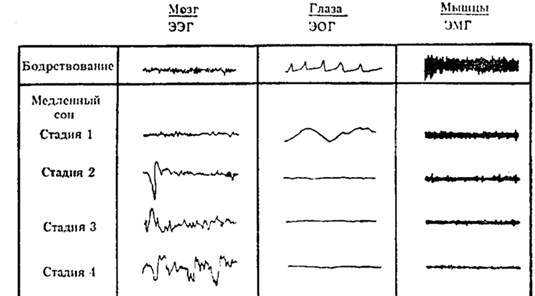 Мозг Глаза Мышцы
ЭЭГ ЭОГ ЭМГ
Бодрствование
Медленный
сон
Стадия 1
Стадия 2
Стадия 3
Стадия 4